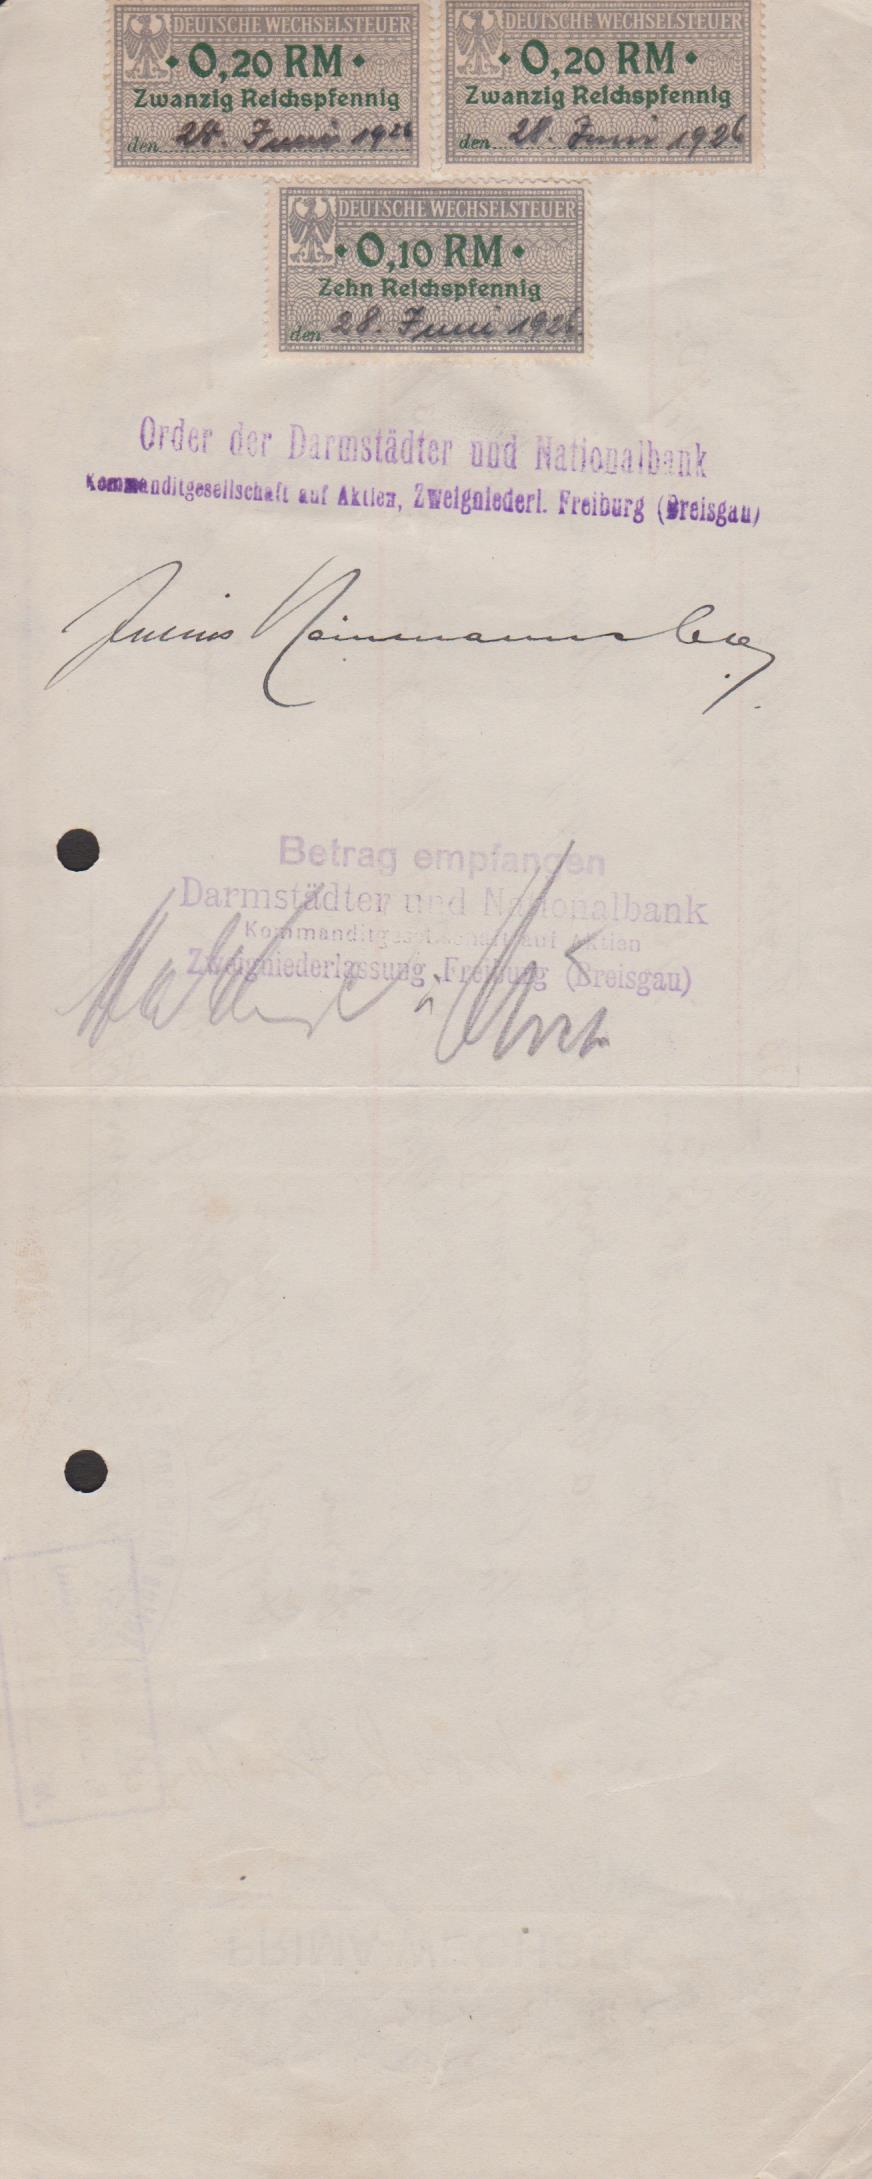 DEUTSCHE WECHSELSTEUER
0,20 RM
Zwanzig Reichspfennig
den 28. Juni 1926
DEUTSCHE WECHSELSTEUER
0,20 RM
Zwanzig Reichspfennig
den 28. Juni 1926
DEUTSCHE WECHSELSTEUER
0,10 RM
Zehn Reichspfennig
den 28. Juni 1926
Order der Darmstädter und Nationalbank
Kommanditgesellschaft auf Aktien, Zweigniederl. Freiburg (Breisgau)
Betrag empfangen
Darmstädter und Nationalbank
Kommanditgesellschaft auf Aktien
Zweigniederlassung Freiburg (Breisgau)